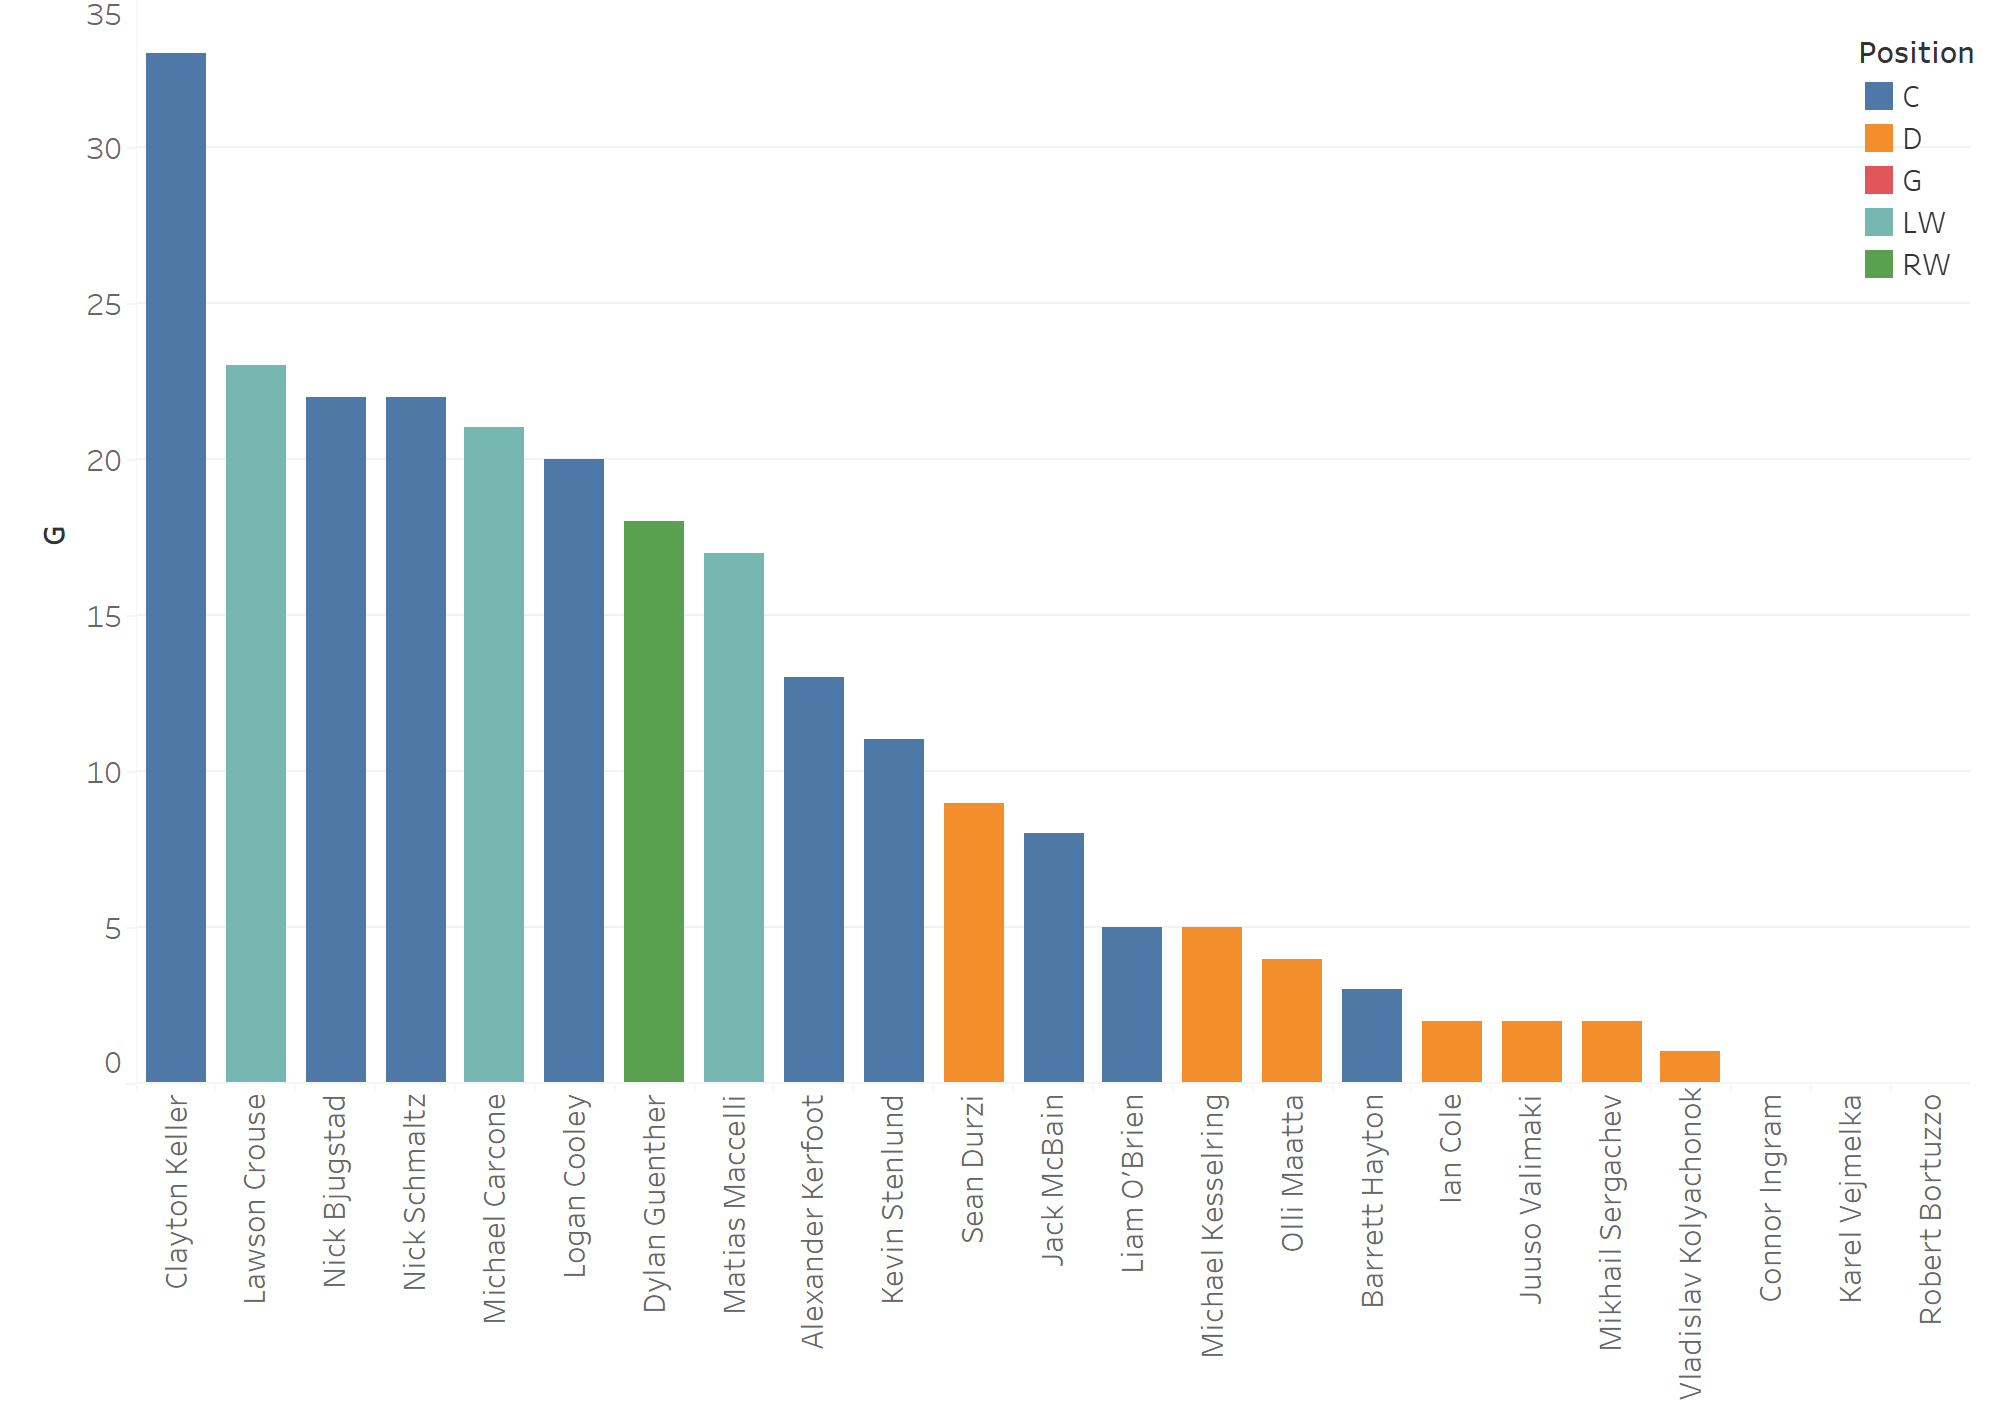 35
30
25
20
15
10
5
0
G
Position
C
D
G
LW
RW
Clayton Keller
Lawson Crouse
Nick Bjugstad
Nick Schmaltz
Michael Carcone
Logan Cooley
Dylan Guenther
Matias Maccelli
Alexander Kerfoot
Kevin Stenlund
Sean Durzi
Jack McBain
Liam O’Brien
Michael Kesselring
Olli Maatta
Barrett Hayton
Ian Cole
Juuso Valimaki
Mikhail Sergachev
Vladislav Kolyachonok
Connor Ingram
Karel Vejmelka
Robert Bortuzzo